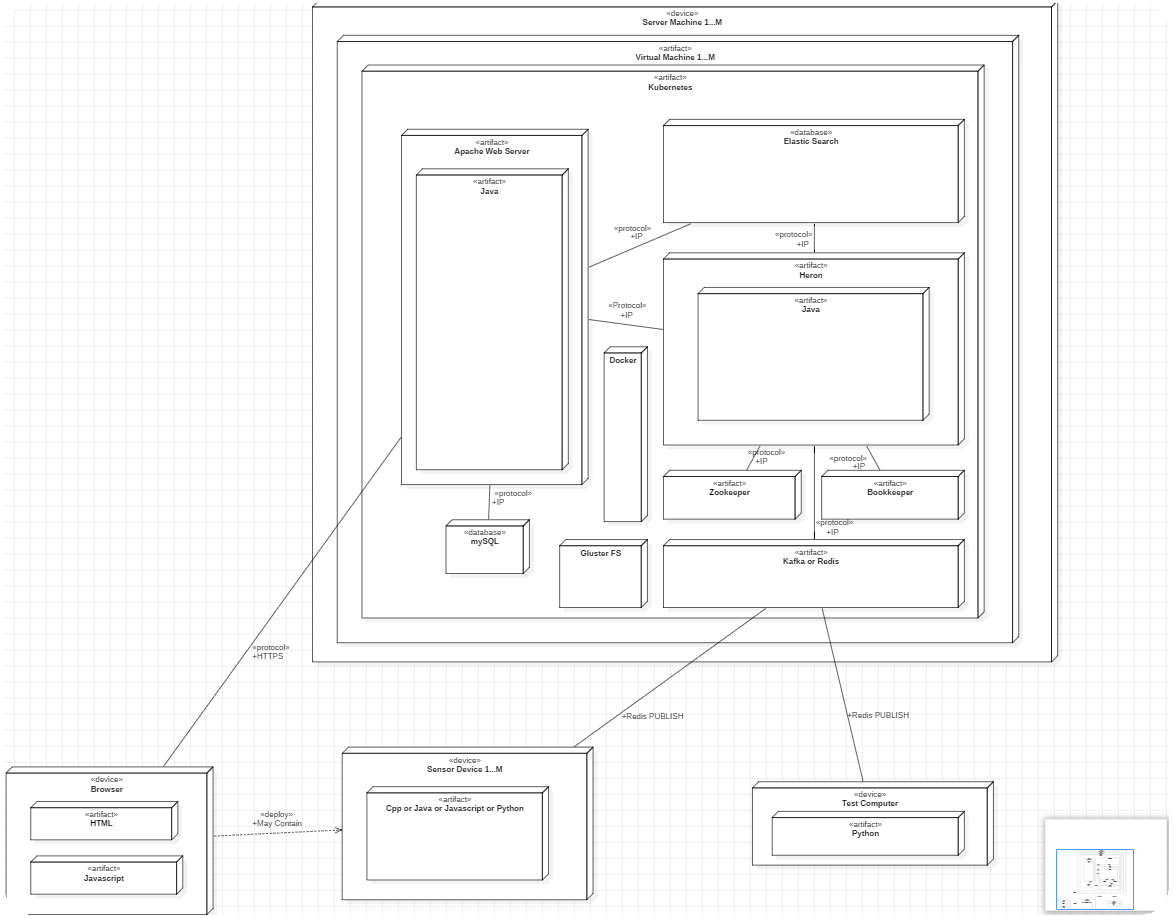 «device»
Server Machine 1...M
«artifact»
Virtual Machine 1...M
«artifact»
Kubernetes
«artifact»
Apache Web Server
«artifact»
Java
«database»
Elastic Search
«protocol»
+IP
«protocol»
+IP
«artifact»
Heron
«artifact»
Java
«Protocol»
+IP
Docker
«protocol»
+IP
«protocol»
+IP
«artifact»
Zookeeper
«artifact»
Bookkeeper
«protocol»
+IP
«protocol»
+IP
«database»
mySQL
Gluster FS
«artifact»
Kafka or Redis
«protocol»
+HTTPS
+Redis PUBLISH
+Redis PUBLISH
«device»
Browser
«artifact»
HTML
«artifact»
Javascript
«deploy»
+May Contain
«device»
Sensor Device 1...M
«artifact»
Cpp or Java or Javascript or Python
«device»
Test Computer
«artifact»
Python